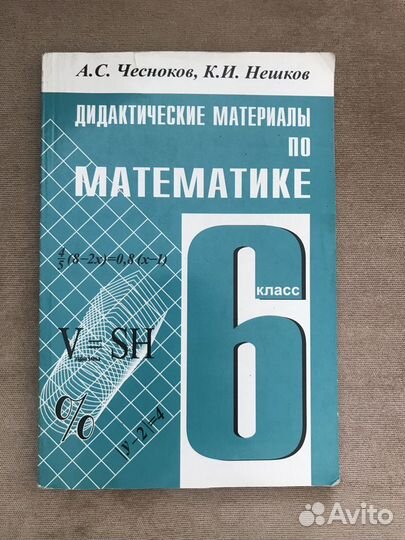 А.С. Чесноков, К.И. Нешков
ДИДАКТИЧЕСКИЕ МАТЕРИАЛЫ
ПО
МАТЕМАТИКЕ
6
класс
4/5(8−2x)=0,8(x−1)
V = SH
%
|y−2|=4
Avito